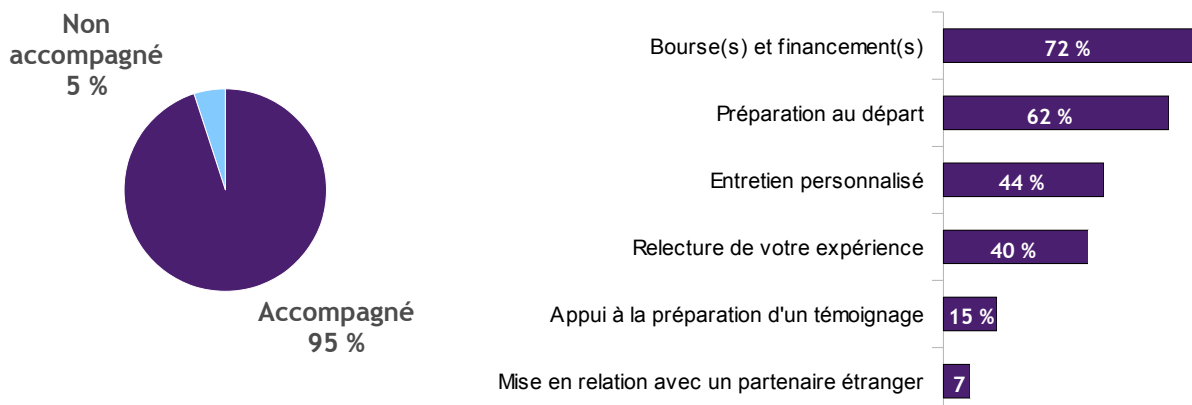 Non
accompagné
5 %
Accompagné
95 %
Bourse(s) et financement(s)
72 %
Préparation au départ
62 %
Entretien personnalisé
44 %
Relecture de votre expérience
40 %
Appui à la préparation d'un témoignage
15 %
Mise en relation avec un partenaire étranger
7